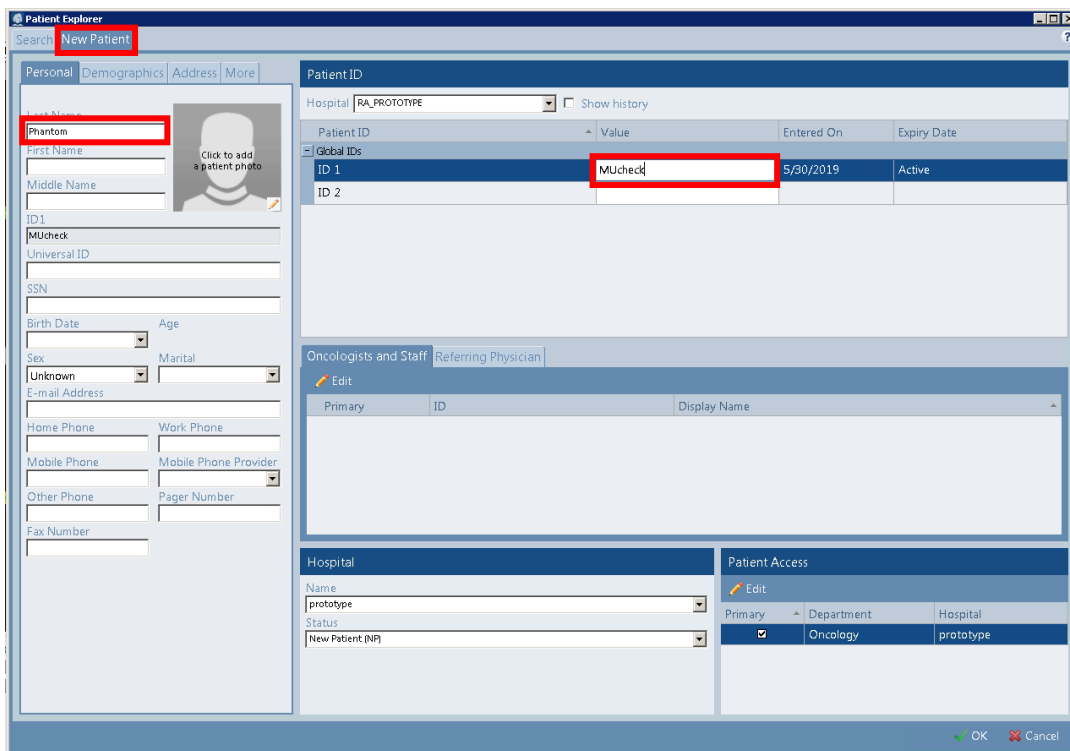 Patient Explorer
Search New Patient
?
Personal Demographics Address More
Last Name
Phantom
First Name
Middle Name
Click to add
a patient photo
ID1
MUcheck
Universal ID
SSN
Birth Date Age
Sex Marital
Unknown
E-mail Address
Home Phone Work Phone
Mobile Phone Mobile Phone Provider
Other Phone Pager Number
Fax Number
Patient ID
Hospital RA_PROTOTYPE Show history
Patient ID Value Entered On Expiry Date
Global IDs
ID 1 MUcheck 5/30/2019 Active
ID 2
Oncologists and Staff Referring Physician
Edit
Primary ID Display Name
Hospital
Name
prototype
Status
New Patient (NP)
Patient Access
Edit
Primary Department Hospital
Oncology prototype
OK Cancel